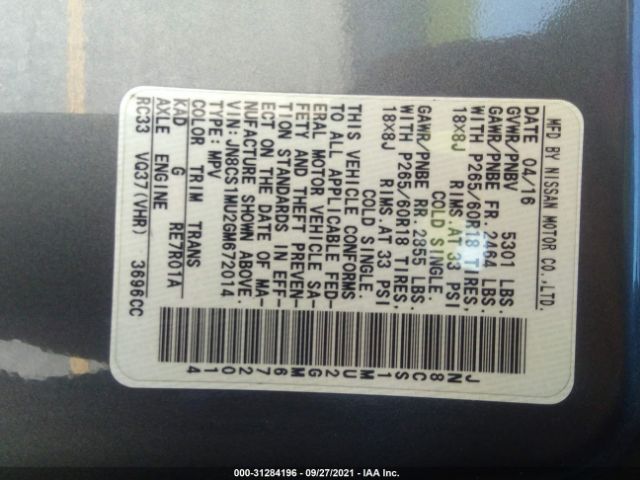 MFD BY NISSAN MOTOR CO.,LTD.
DATE 04/16
GVWR/PNBV 5301 LBS.
GAWR/PNBE FR. 2464 LBS.
WITH P265/60R18 TIRES,
18X8J RIMS.AT 33 PSI
COLD SINGLE.
GAWR/PNBE RR. 2855 LBS.
WITH P265/60R18 TIRES,
18X8J RIMS.AT 33 PSI
COLD SINGLE.
THIS VEHICLE CONFORMS
TO ALL APPLICABLE FED-
ERAL MOTOR VEHICLE SA-
FETY AND THEFT PREVEN-
TION STANDARDS IN EFF-
ECT ON THE DATE OF MA-
NUFACTURE SHOWN ABOVE.
VIN: JN8CS1MU2GM672014
TYPE: MPV
COLOR TRIM TRANS
KAD G RE7R01A
AXLE ENGINE
RC33 VQ37(VHR) 3696CC
JN8CS1MU2GM672014
000-31284196 - 09/27/2021 - IAA Inc.